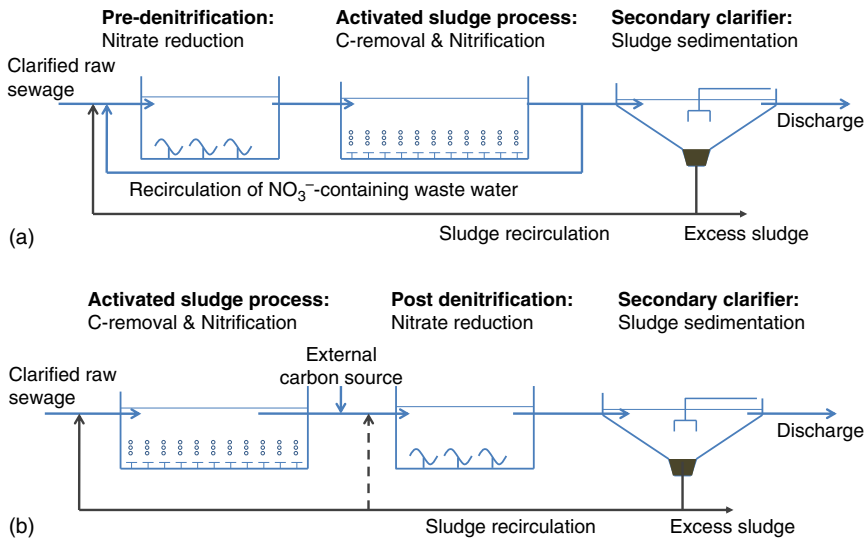 Pre-denitrification:
Nitrate reduction
Activated sludge process:
C-removal & Nitrification
Secondary clarifier:
Sludge sedimentation
Clarified raw
sewage
Discharge
Recirculation of NO₃⁻-containing waste water
Sludge recirculation
Excess sludge
(a)
Activated sludge process:
C-removal & Nitrification
Post denitrification:
Nitrate reduction
Secondary clarifier:
Sludge sedimentation
External
carbon source
Clarified raw
sewage
Discharge
Sludge recirculation
Excess sludge
(b)